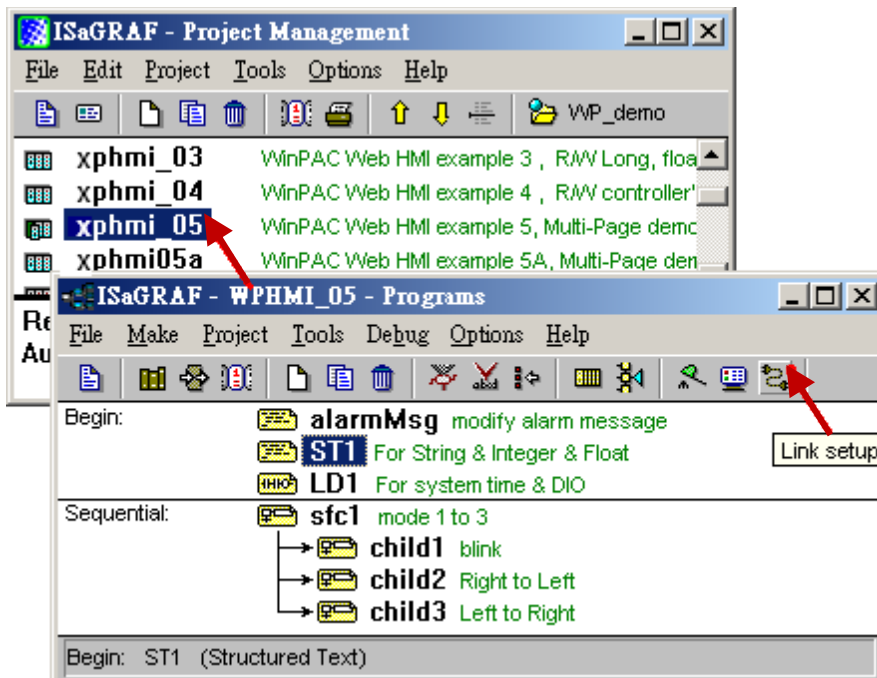 ISaGRAF - Project Management
File Edit Project Tools Options Help
WP_demo
xphmi_03 WinPAC Web HMI example 3 , R/W Long, floa
xphmi_04 WinPAC Web HMI example 4 , R/W controller'
xphmi_05 WinPAC Web HMI example 5, Multi-Page demo
xphmi05a WinPAC Web HMI example 5A, Multi-Page den
Re
Au
ISaGRAF - WPHMI_05 - Programs
File Make Project Tools Debug Options Help
Begin: alarmMsg modify alarm message
ST1 For String & Integer & Float
LD1 For system time & DIO
Link setup
Sequential: sfc1 mode 1 to 3
child1 blink
child2 Right to Left
child3 Left to Right
Begin: ST1 (Structured Text)